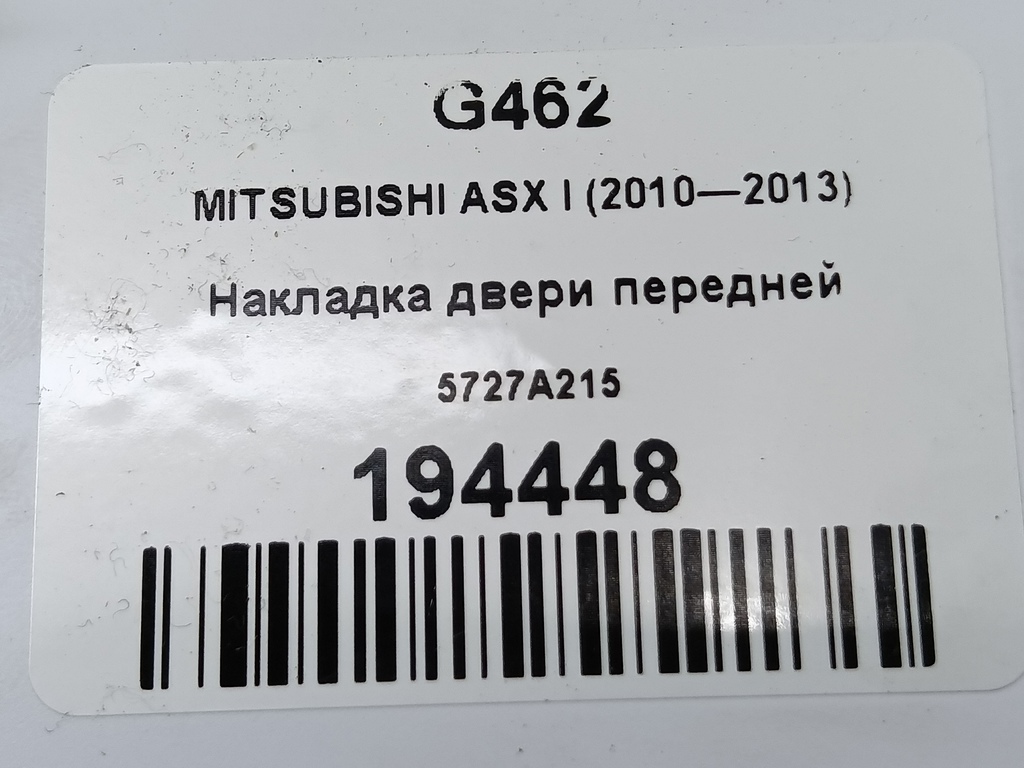 G462
MITSUBISHI ASX I (2010—2013)
Накладка двери передней
5727A215
194448